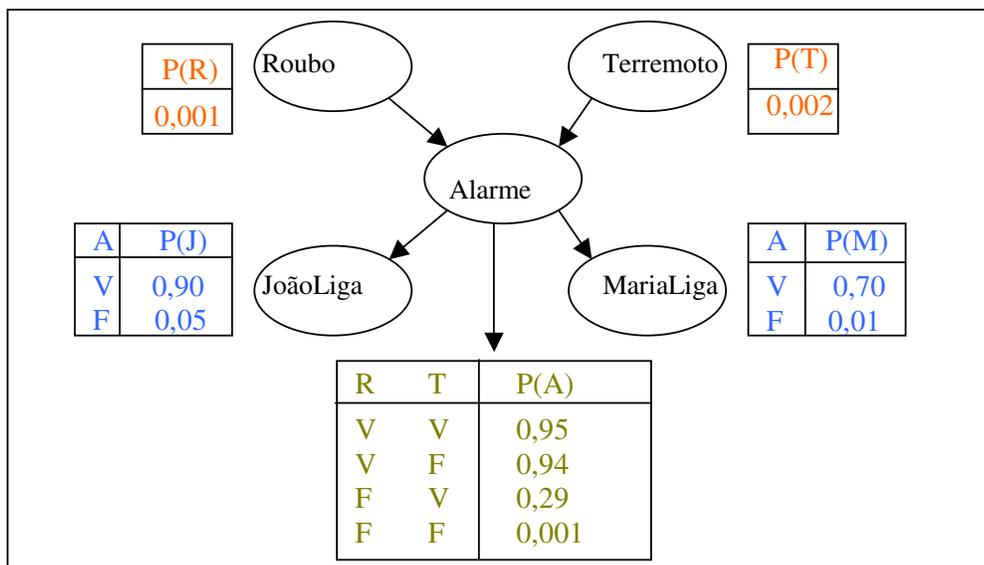 P(R)
0,001
Roubo
Terremoto
P(T)
0,002
Alarme
A P(J)
V 0,90
F 0,05
JoãoLiga
MariaLiga
A P(M)
V 0,70
F 0,01
R T P(A)
V V 0,95
V F 0,94
F V 0,29
F F 0,001